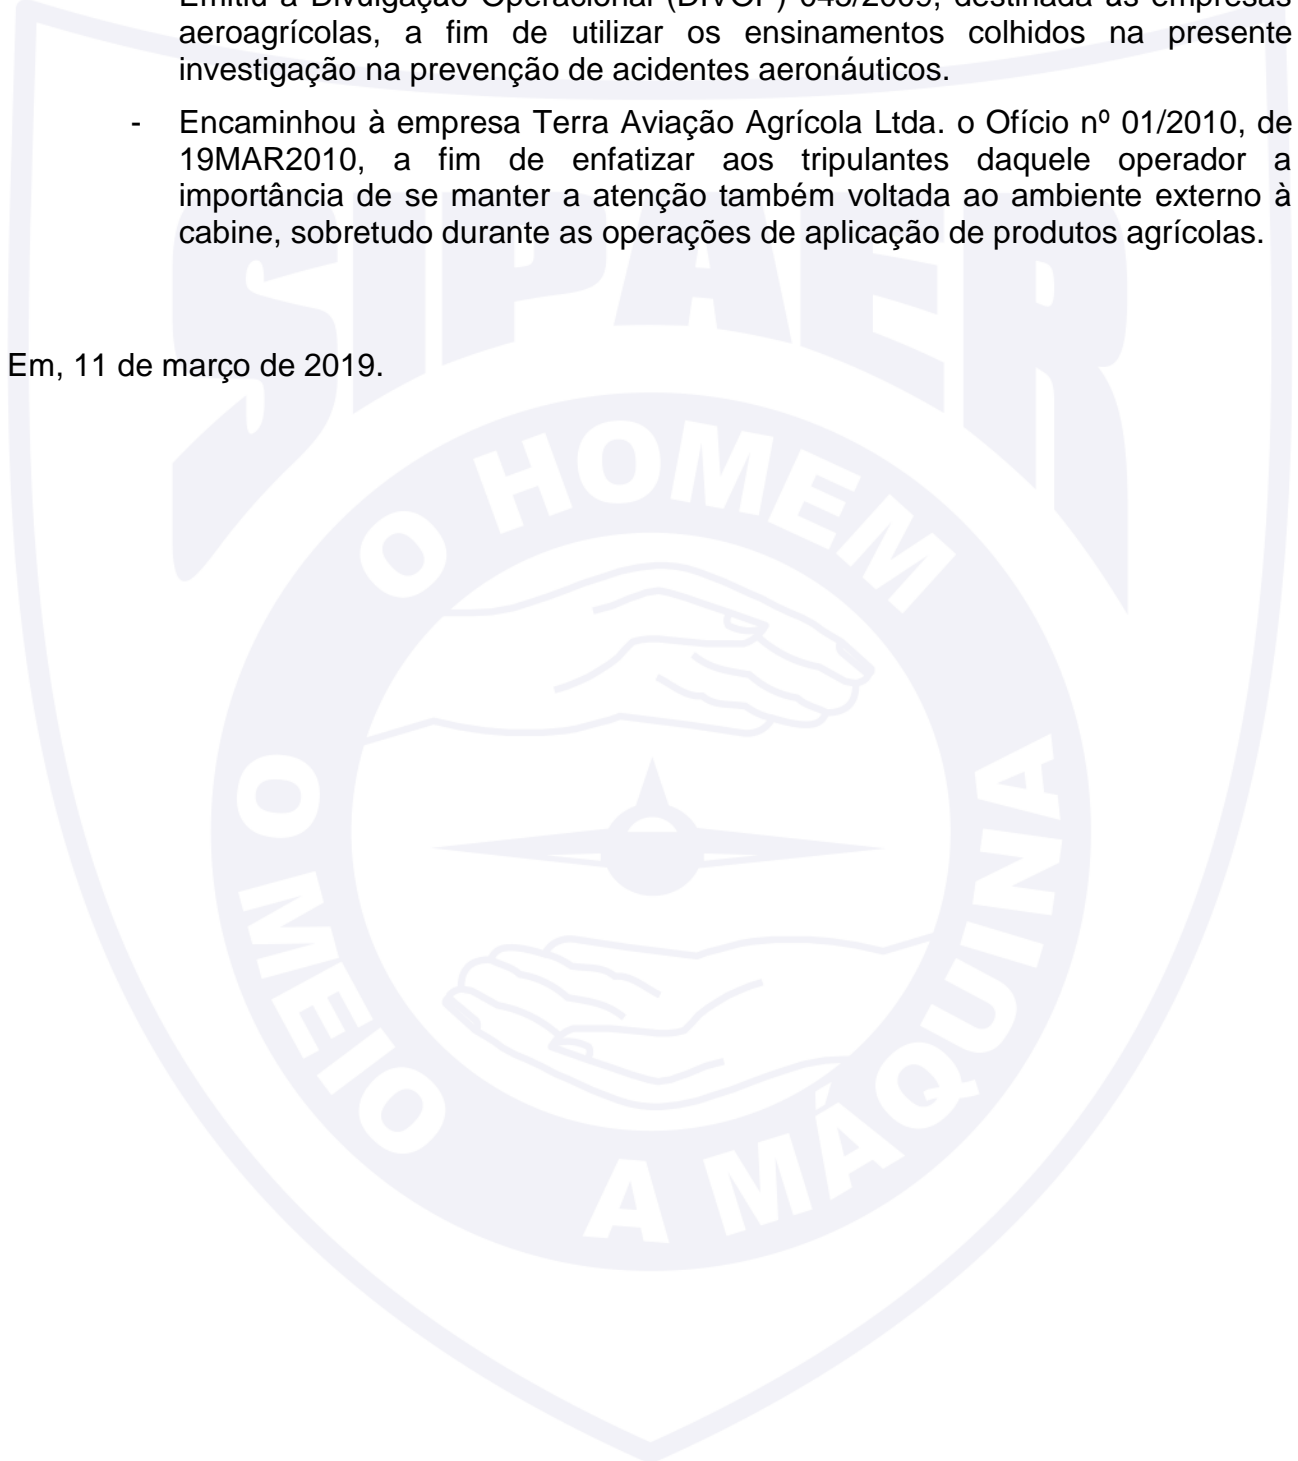 Emitiu a Divulgação Operacional (DIVOP) destinada às empresas
aeroagrícolas, a fim de utilizar os ensinamentos colhidos na presente
investigação na prevenção de acidentes aeronáuticos.
- Encaminhou à empresa Terra Aviação Agrícola Ltda. o Ofício nº 01/2010, de
19MAR2010, a fim de enfatizar aos tripulantes daquele operador a
importância de se manter a atenção também voltada ao ambiente externo à
cabine, sobretudo durante as operações de aplicação de produtos agrícolas.
Em, 11 de março de 2019.
SIPAER
O HOMEM
O MEIO
A MÁQUINA